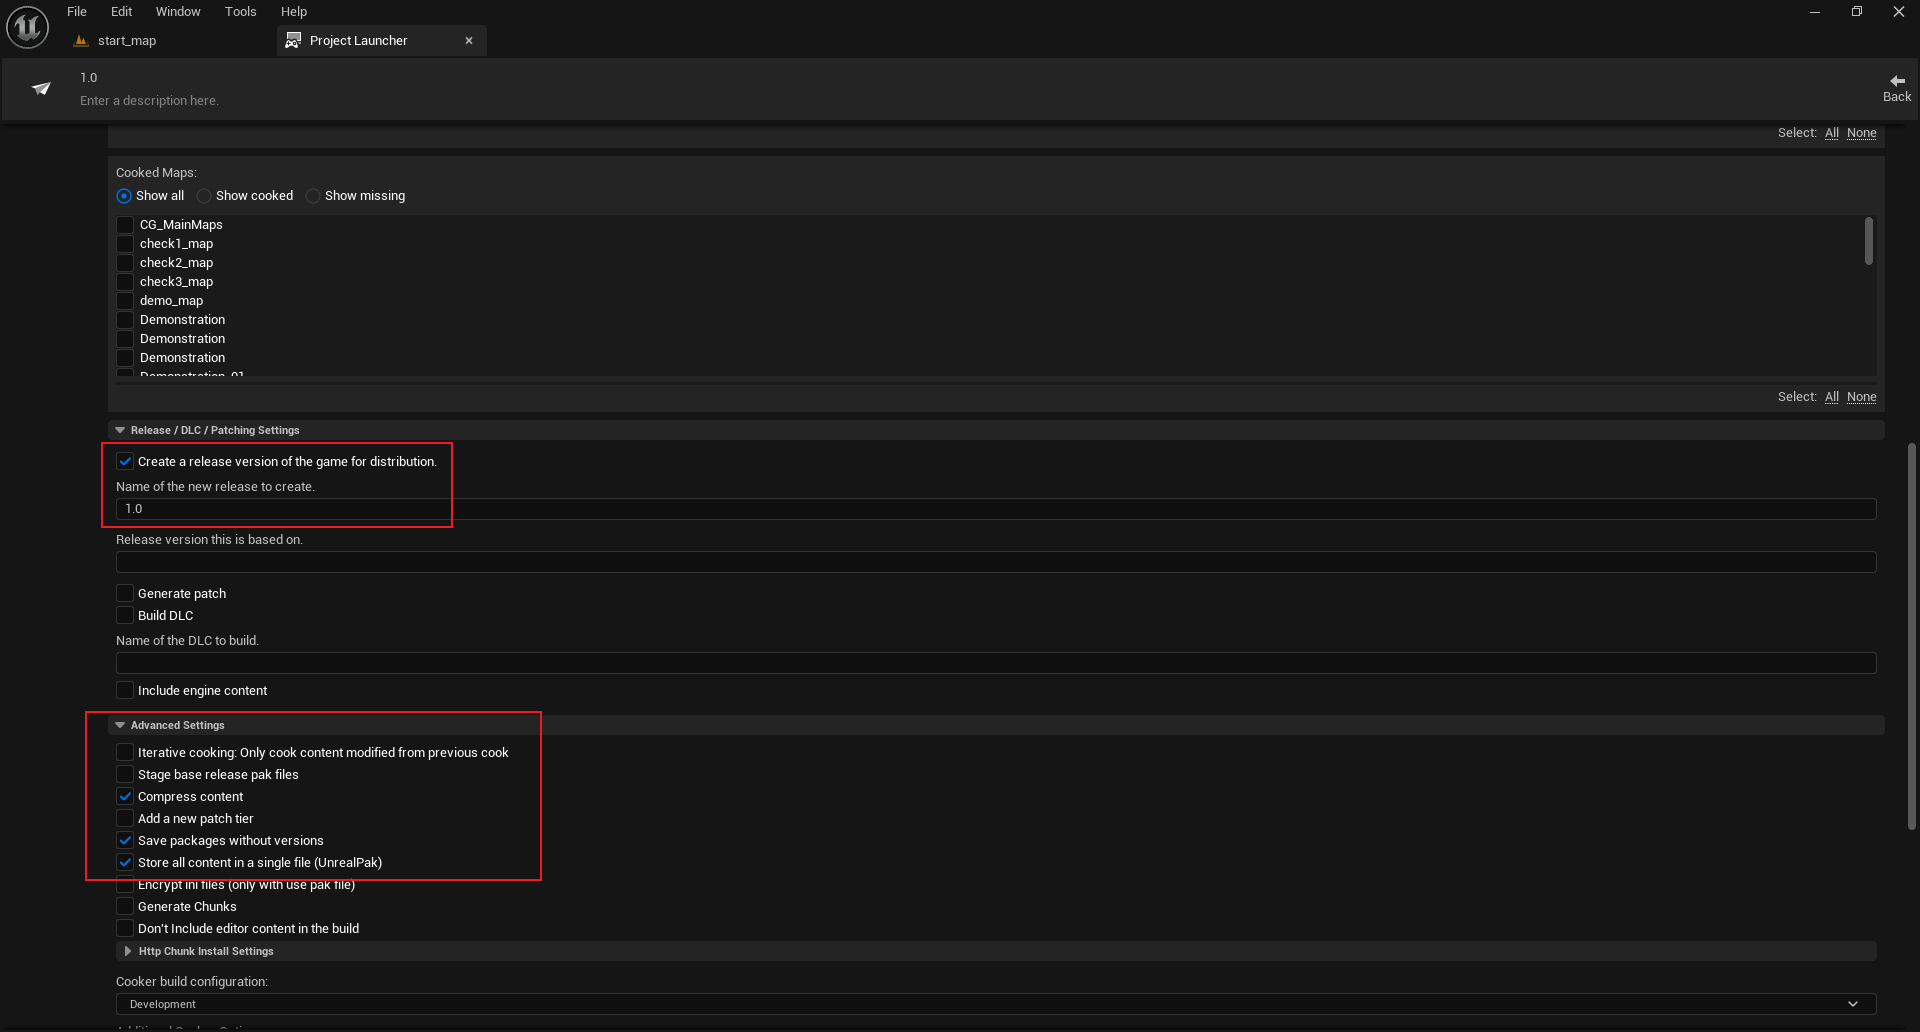 File Edit Window Tools Help
start_map
Project Launcher
1.0
Enter a description here.
Back
Select: All None
Cooked Maps:
Show all Show cooked Show missing
CG_MainMaps
check1_map
check2_map
check3_map
demo_map
Demonstration
Demonstration
Demonstration
Demonstration_01
Select: All None
Release / DLC / Patching Settings
Create a release version of the game for distribution.
Name of the new release to create.
1.0
Release version this is based on.
Generate patch
Build DLC
Name of the DLC to build.
Include engine content
Advanced Settings
Iterative cooking: Only cook content modified from previous cook
Stage base release pak files
Compress content
Add a new patch tier
Save packages without versions
Store all content in a single file (UnrealPak)
Encrypt ini files (only with use pak file)
Generate Chunks
Don't Include editor content in the build
Http Chunk Install Settings
Cooker build configuration:
Development